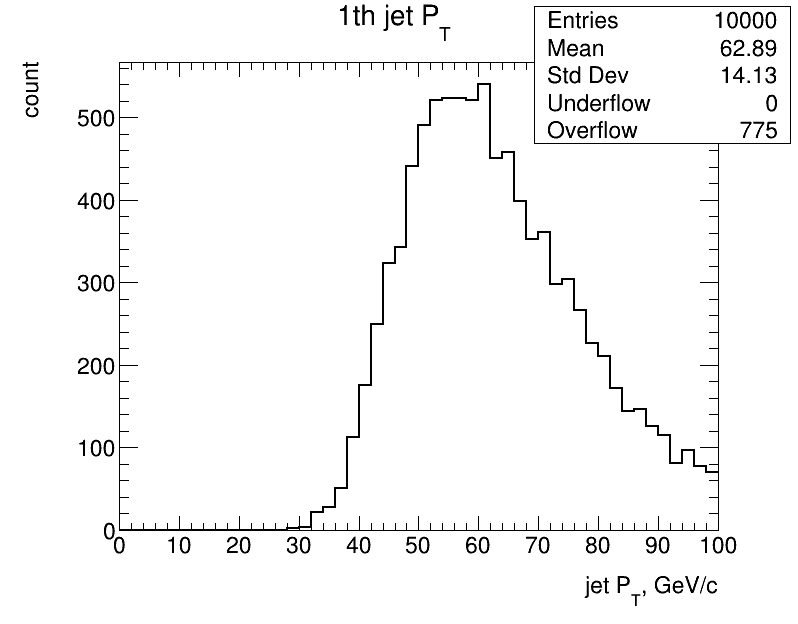 1th jet P_T
Entries 10000
Mean 62.89
Std Dev 14.13
Underflow 0
Overflow 775
count
500
400
300
200
100
0
0 10 20 30 40 50 60 70 80 90 100
jet P_T, GeV/c